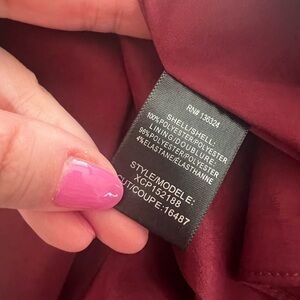 RN# 136324
SHELL/SHELL:
100%POLYESTER/POLYESTER
LINING/DOUBLURE:
96%POLYESTER/POLYESTER
4%ELASTANE/ELASTHANNE
STYLE/MODELE:
XCP152188
CUT/COUPE:16487